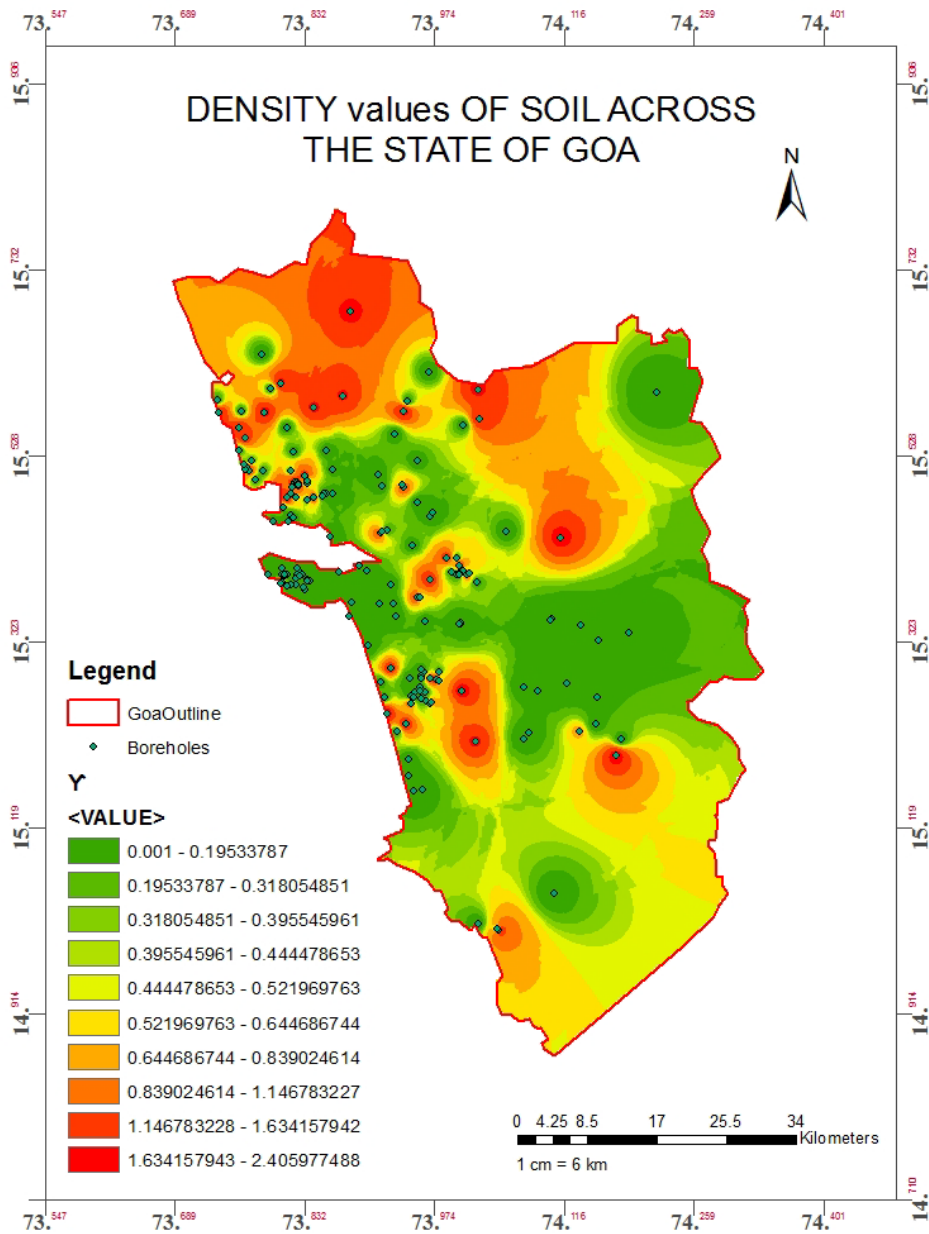 73.547 73.689 73.832 73.974 74.116 74.259 74.401
15.936 15.936
DENSITY values OF SOIL ACROSS
THE STATE OF GOA
N
15.732 15.732
15.528 15.528
15.323 15.323
Legend
GoaOutline
Boreholes
ϒ
<VALUE>
15.119 15.119
0.001 - 0.19533787
0.19533787 - 0.318054851
0.318054851 - 0.395545961
0.395545961 - 0.444478653
0.444478653 - 0.521969763
14.914 14.914
0.521969763 - 0.644686744
0.644686744 - 0.839024614
0.839024614 - 1.146783227
1.146783228 - 1.634157942
1.634157943 - 2.405977488
0 4.25 8.5 17 25.5 34
Kilometers
1 cm = 6 km
14.710
73.547 73.689 73.832 73.974 74.116 74.259 74.401